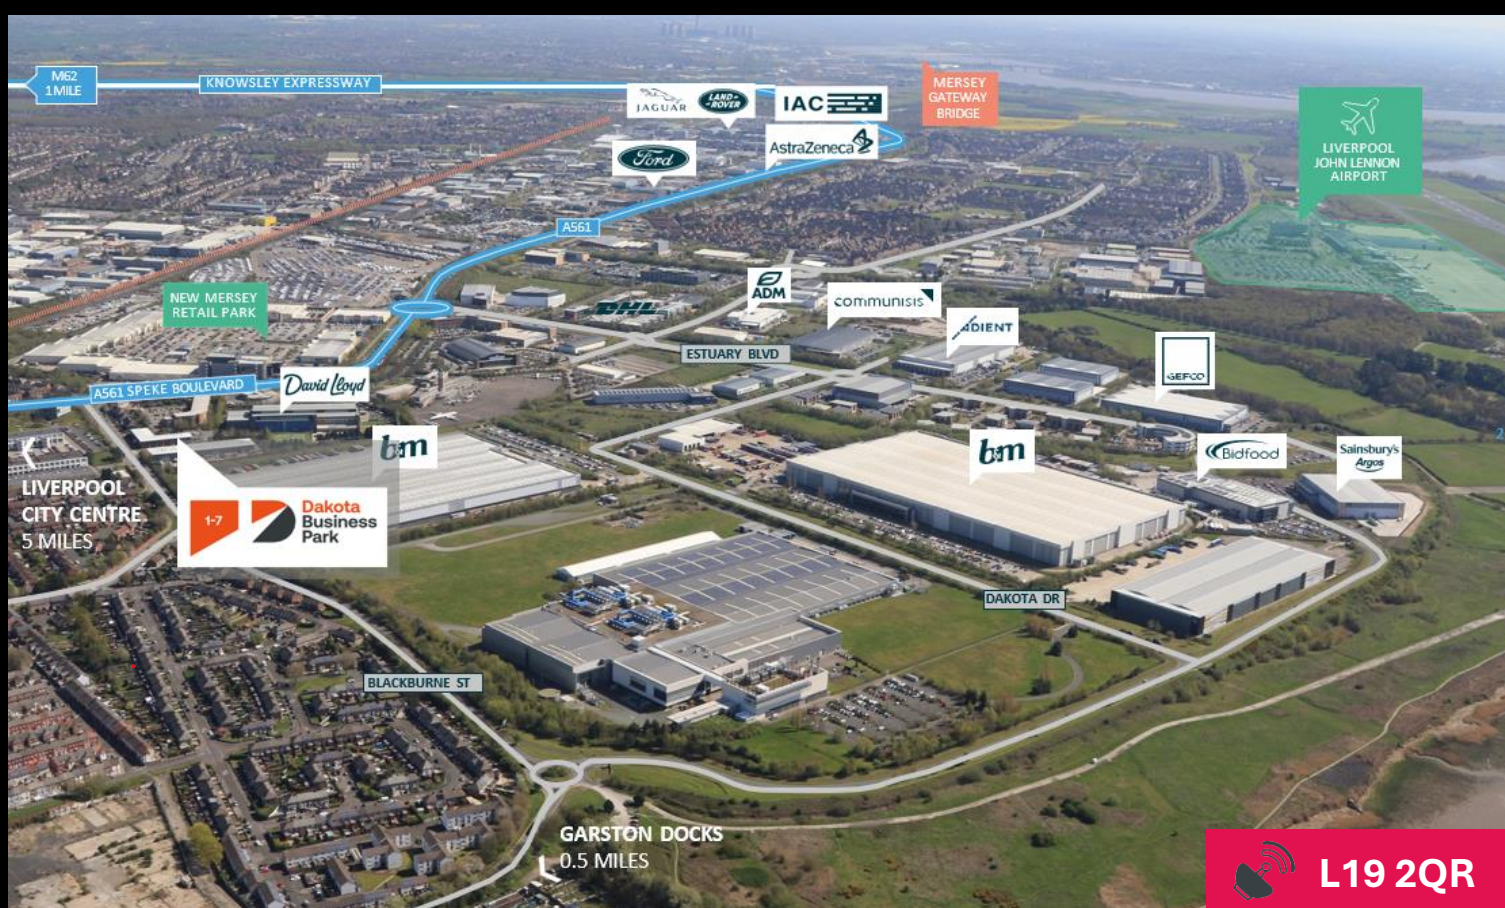 M62
1 MILE
KNOWSLEY EXPRESSWAY
JAGUAR
LAND-
-ROVER
IAC
MERSEY
GATEWAY
BRIDGE
Ford
AstraZeneca
LIVERPOOL
JOHN LENNON
AIRPORT
A561
NEW MERSEY
RETAIL PARK
DHL
ADM
communisis
ADIENT
ESTUARY BLVD
GEFCO
A561 SPEKE BOULEVARD
David Lloyd
b&m
b&m
Bidfood
Sainsbury's
Argos
2
LIVERPOOL
CITY CENTRE
5 MILES
1-7
Dakota
Business
Park
DAKOTA DR
BLACKBURNE ST
GARSTON DOCKS
0.5 MILES
L19 2QR